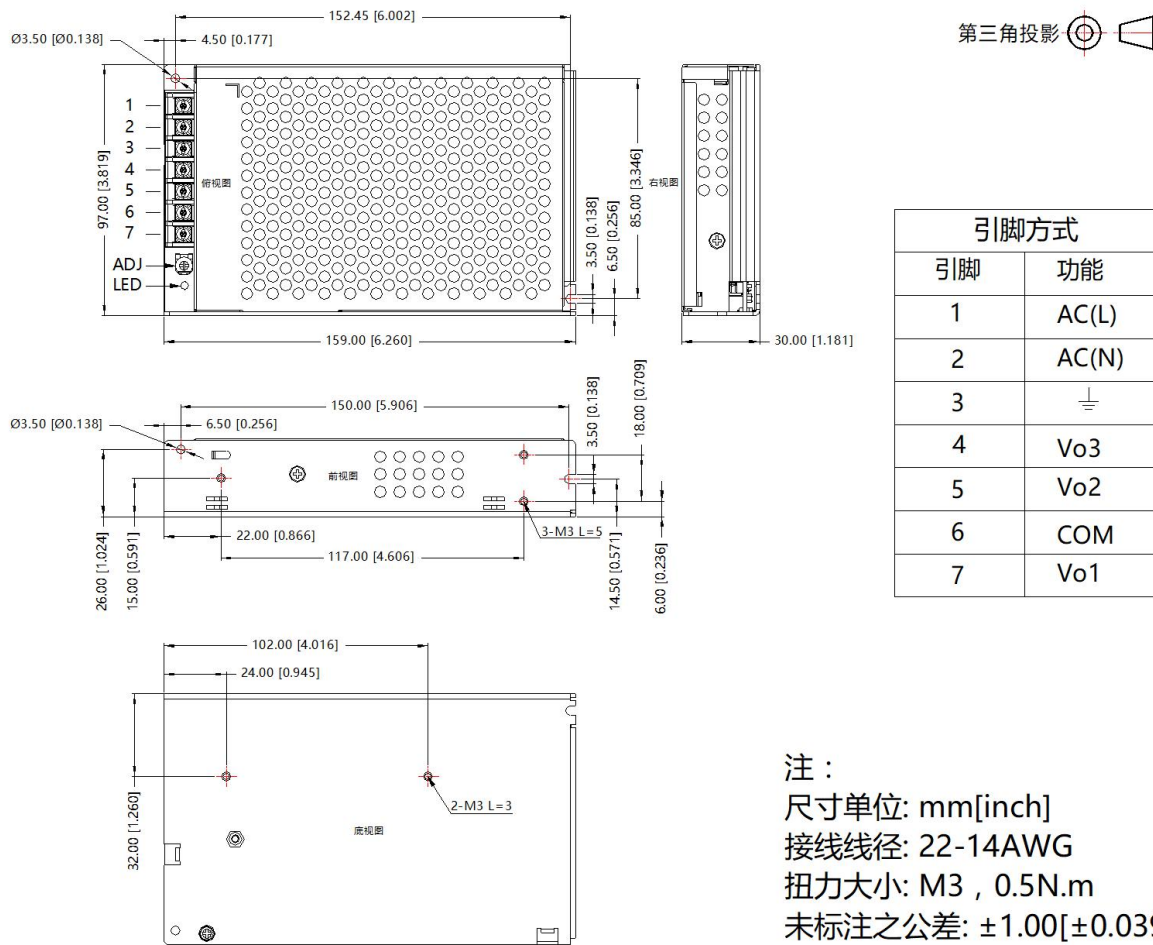 152.45 [6.002]
Ø3.50 [Ø0.138]
4.50 [0.177]
第三角投影
1
2
3
4
5
6
7
ADJ
LED
97.00 [3.819]
俯视图
3.50 [0.138]
6.50 [0.256]
85.00 [3.346]
右视图
159.00 [6.260]
30.00 [1.181]
引脚方式
引脚 功能
1 AC(L)
2 AC(N)
3
4 Vo3
5 Vo2
6 COM
7 Vo1
150.00 [5.906]
Ø3.50 [Ø0.138]
6.50 [0.256]
3.50 [0.138]
18.00 [0.709]
前视图
3-M3 L=5
22.00 [0.866]
117.00 [4.606]
26.00 [1.024]
15.00 [0.591]
14.50 [0.571]
6.00 [0.236]
102.00 [4.016]
24.00 [0.945]
32.00 [1.260]
2-M3 L=3
底视图
注：
尺寸单位: mm[inch]
接线线径: 22-14AWG
扭力大小: M3，0.5N.m
未标注之公差: ±1.00[±0.039